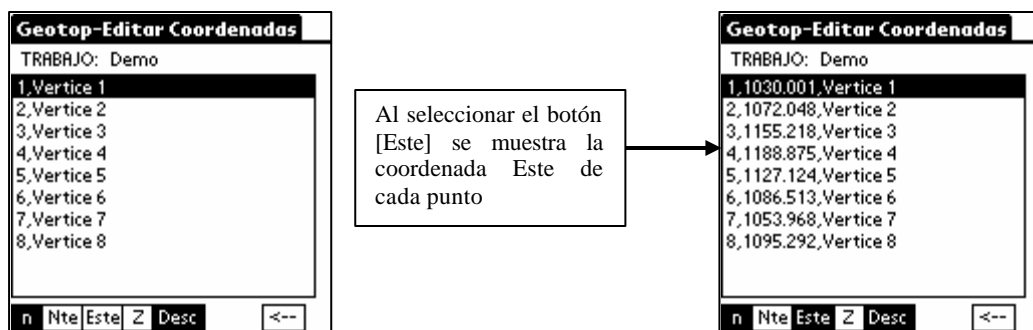 Geotop-Editar Coordenadas
TRABAJO: Demo
1,Vertice 1
2,Vertice 2
3,Vertice 3
4,Vertice 4
5,Vertice 5
6,Vertice 6
7,Vertice 7
8,Vertice 8
n Nte Este Z Desc <--
Al seleccionar el botón
[Este] se muestra la
coordenada Este de
cada punto
Geotop-Editar Coordenadas
TRABAJO: Demo
1,1030.001,Vertice 1
2,1072.048,Vertice 2
3,1155.218,Vertice 3
4,1188.875,Vertice 4
5,1127.124,Vertice 5
6,1086.513,Vertice 6
7,1053.968,Vertice 7
8,1095.292,Vertice 8
n Nte Este Z Desc <--